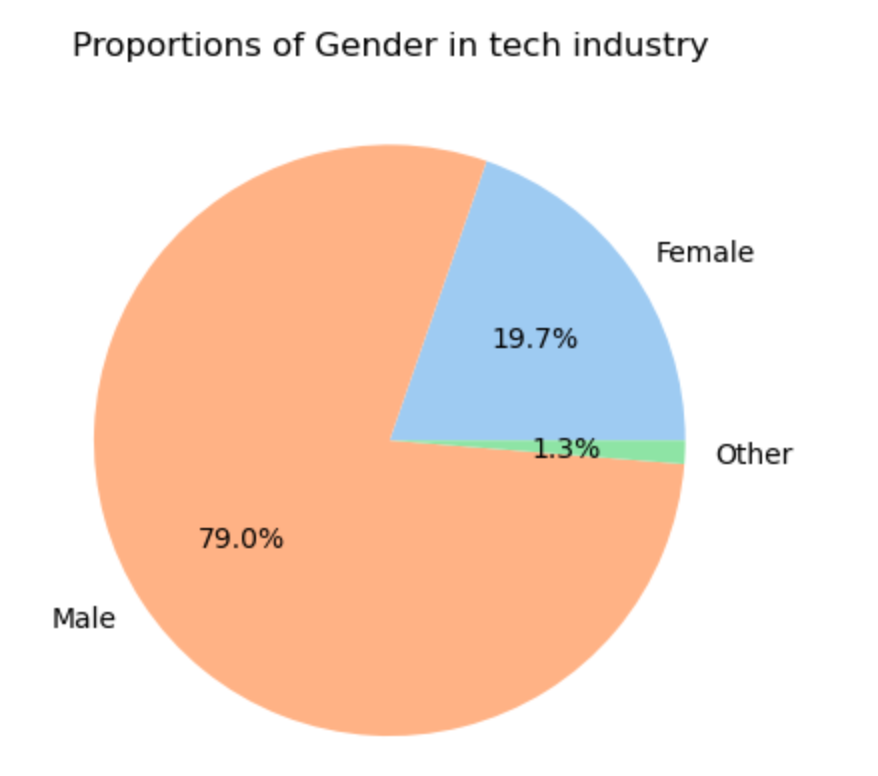 Proportions of Gender in tech industry
Female
19.7%
1.3%
Other
79.0%
Male